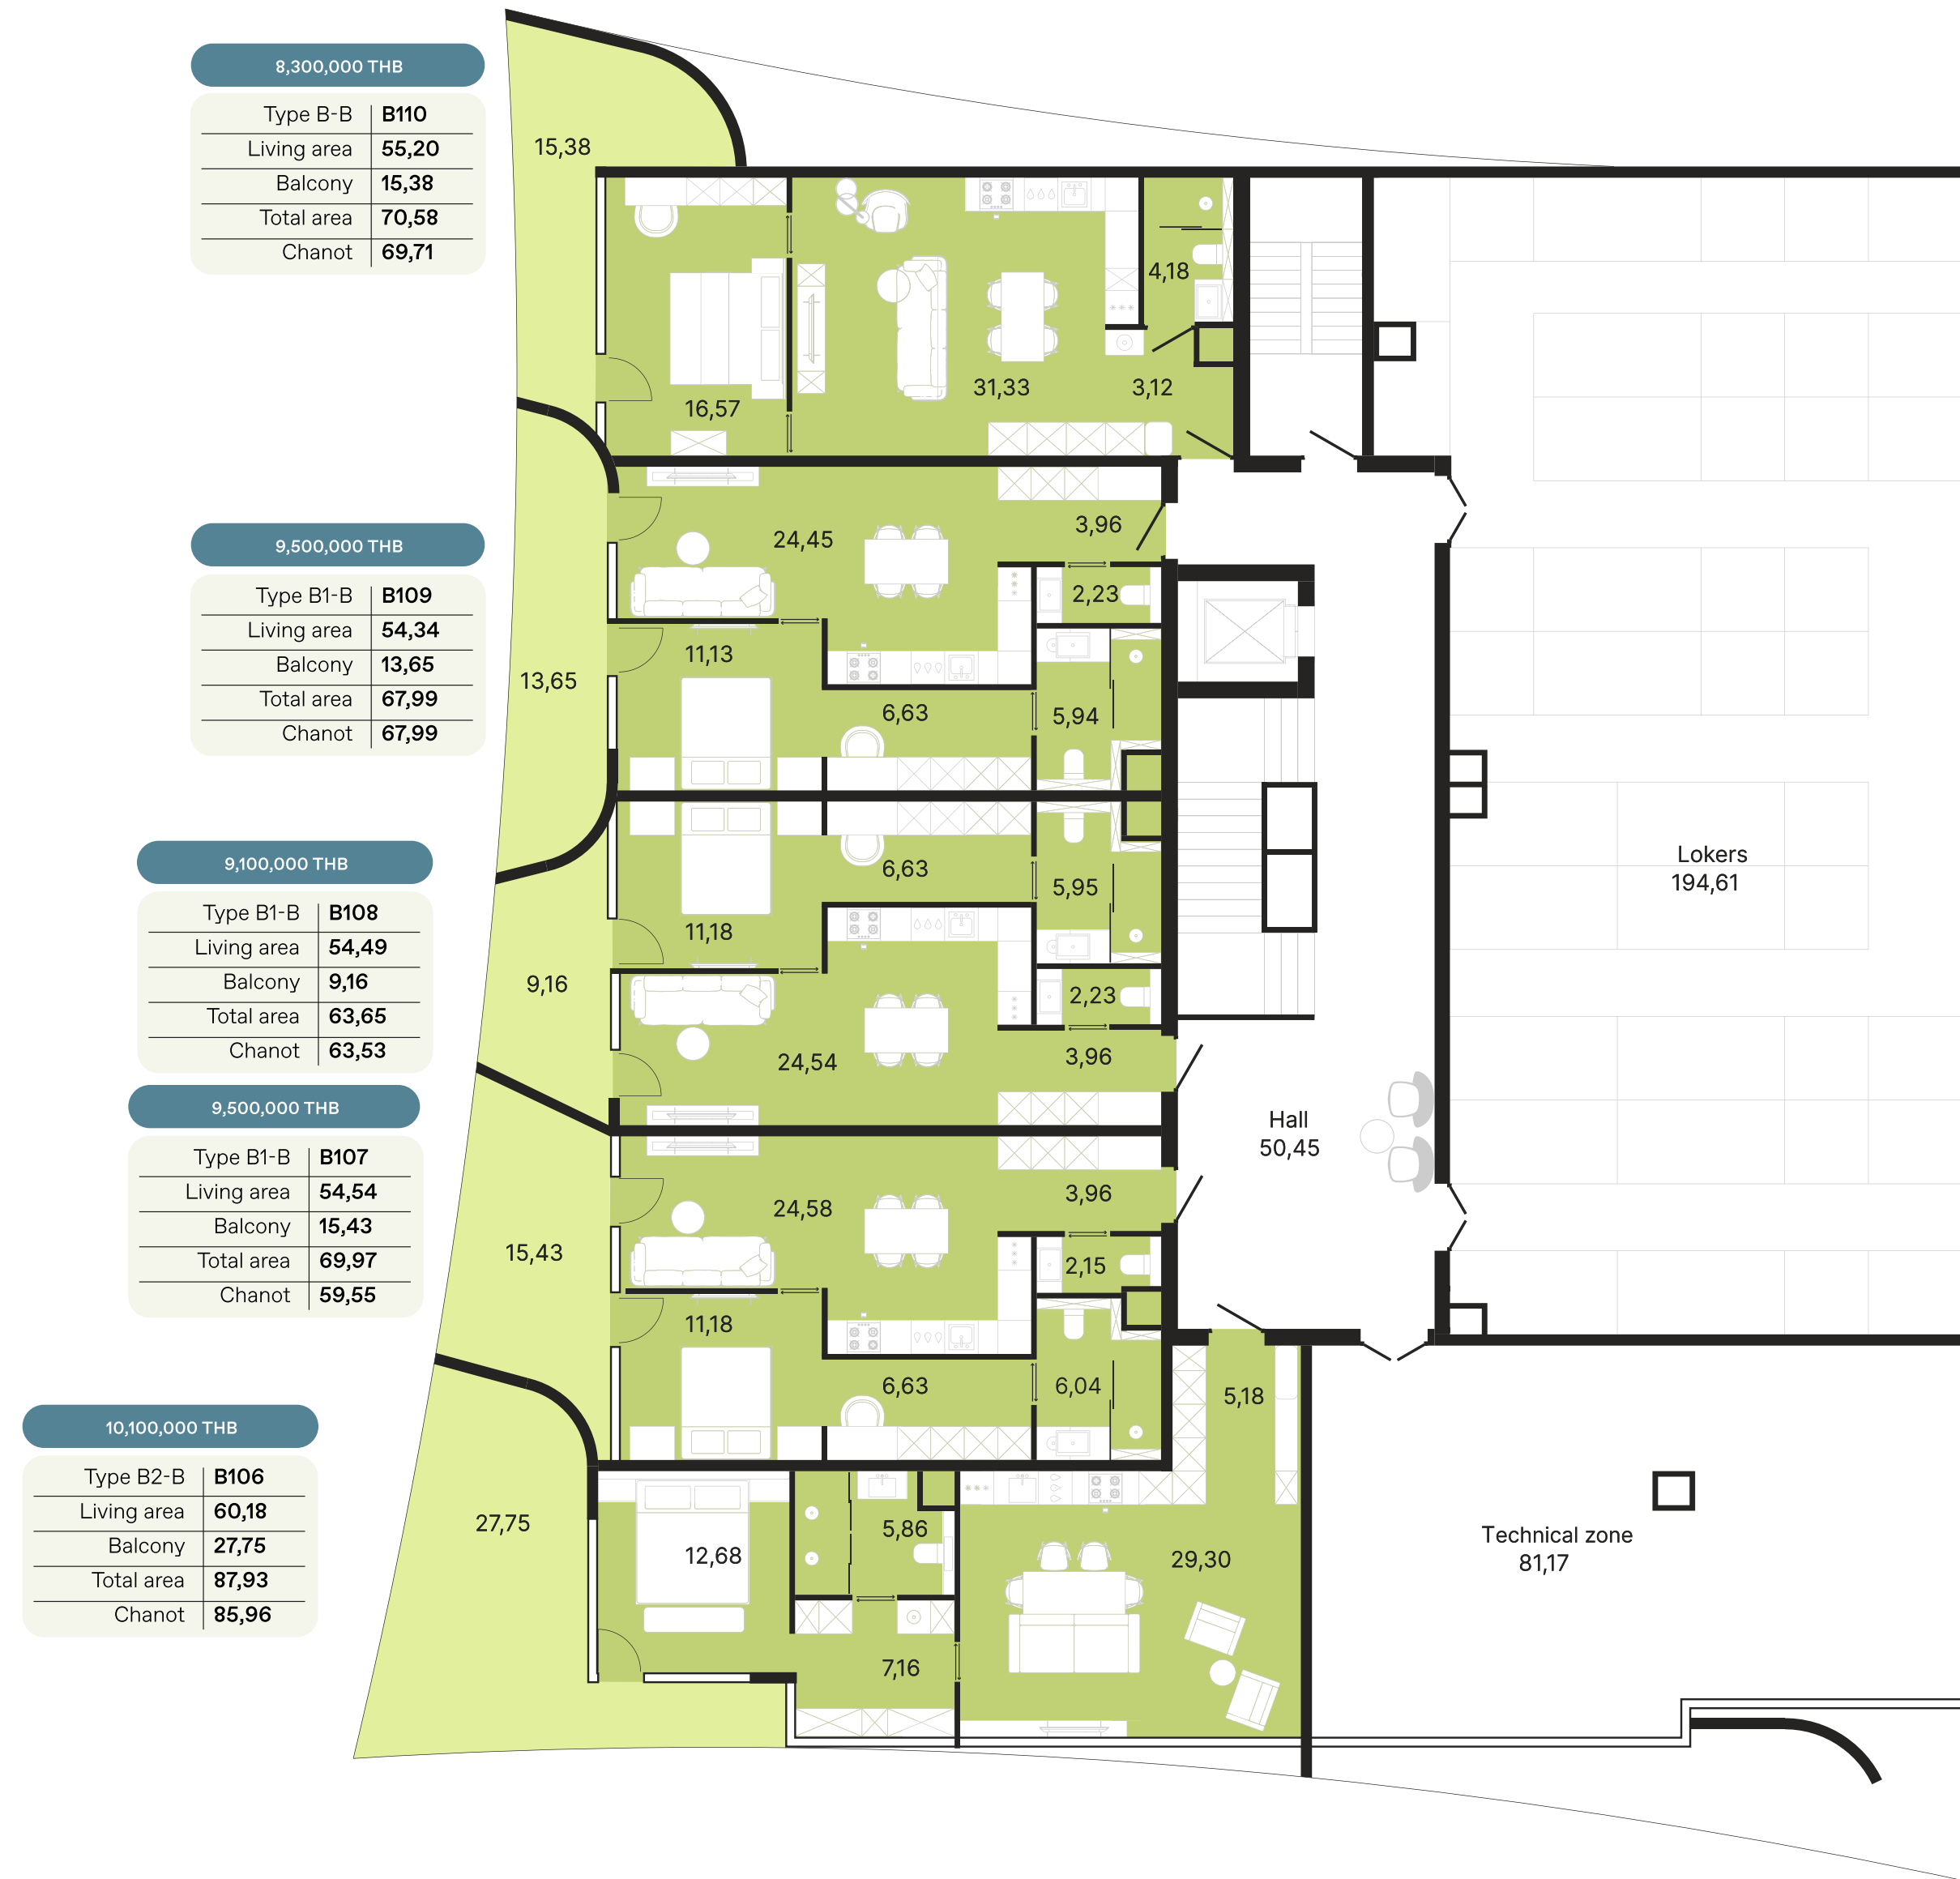 8,300,000 THB
Type B-B B110
Living area 55,20
Balcony 15,38
Total area 70,58
Chanot 69,71
9,500,000 THB
Type B1-B B109
Living area 54,34
Balcony 13,65
Total area 67,99
Chanot 67,99
9,100,000 THB
Type B1-B B108
Living area 54,49
Balcony 9,16
Total area 63,65
Chanot 63,53
9,500,000 THB
Type B1-B B107
Living area 54,54
Balcony 15,43
Total area 69,97
Chanot 59,55
10,100,000 THB
Type B2-B B106
Living area 60,18
Balcony 27,75
Total area 87,93
Chanot 85,96
15,38
4,18
16,57
31,33
3,12
24,45
3,96
2,23
13,65
11,13
6,63
5,94
6,63
5,95
11,18
9,16
2,23
24,54
3,96
15,43
24,58
3,96
2,15
11,18
6,63
6,04
27,75
12,68
5,86
5,18
29,30
7,16
Hall
50,45
Lokers
194,61
Technical zone
81,17